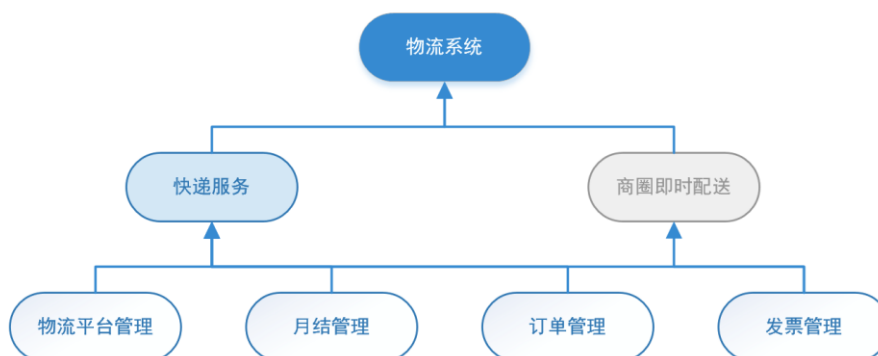 物流系统
快递服务
商圈即时配送
物流平台管理
月结管理
订单管理
发票管理